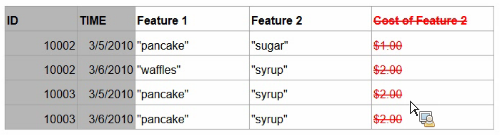 ID TIME Feature 1 Feature 2 Cost of Feature 2
10002 3/5/2010 "pancake" "sugar" $1.00
10002 3/6/2010 "waffles" "syrup" $2.00
10003 3/5/2010 "pancake" "syrup" $2.00
10003 3/6/2010 "pancake" "syrup" $2.00